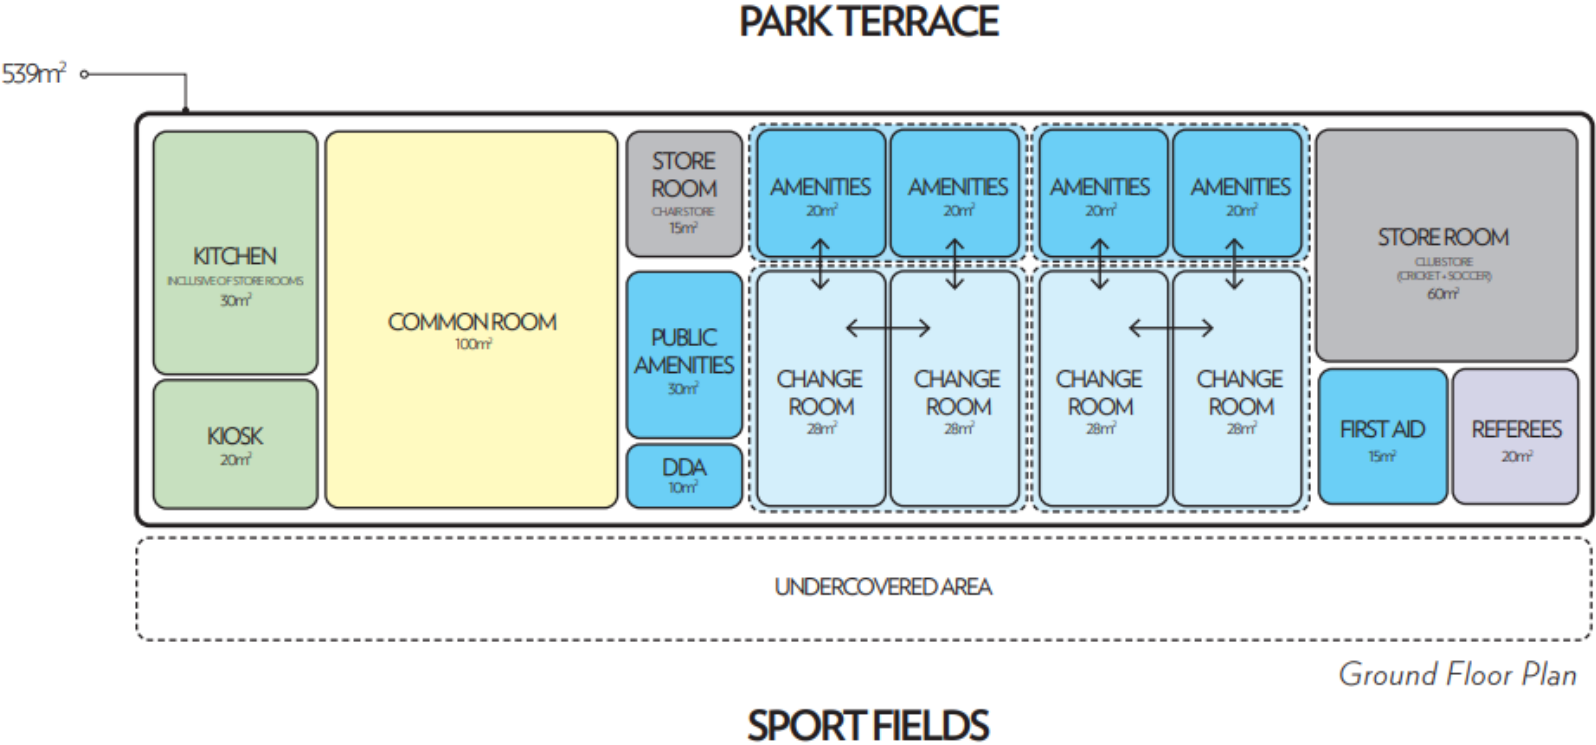 PARK TERRACE
539m²
KITCHEN
INCLUSIVE OF STORE ROOMS
30m²
KIOSK
20m²
COMMON ROOM
100m²
STORE
ROOM
CHAIR STORE
15m²
PUBLIC
AMENITIES
30m²
DDA
10m²
AMENITIES
20m²
AMENITIES
20m²
AMENITIES
20m²
AMENITIES
20m²
CHANGE
ROOM
28m²
CHANGE
ROOM
28m²
CHANGE
ROOM
28m²
CHANGE
ROOM
28m²
STORE ROOM
CLUB STORE
(CRICKET + SOCCER)
60m²
FIRST AID
15m²
REFEREES
20m²
UNDERCOVERED AREA
Ground Floor Plan
SPORT FIELDS